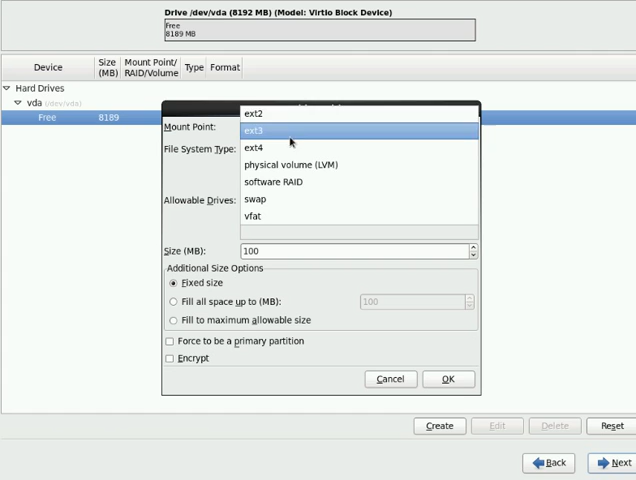 Drive /dev/vda (8192 MB) (Model: Virtio Block Device)
Free
8189 MB
Device
Size
(MB)
Mount Point/
RAID/Volume
Type
Format
Hard Drives
vda (/dev/vda)
Free 8189
Mount Point:
File System Type:
Allowable Drives:
ext2
ext3
ext4
physical volume (LVM)
software RAID
swap
vfat
Size (MB): 100
Additional Size Options
Fixed size
Fill all space up to (MB): 100
Fill to maximum allowable size
Force to be a primary partition
Encrypt
Cancel OK
Create Edit Delete Reset
Back Next